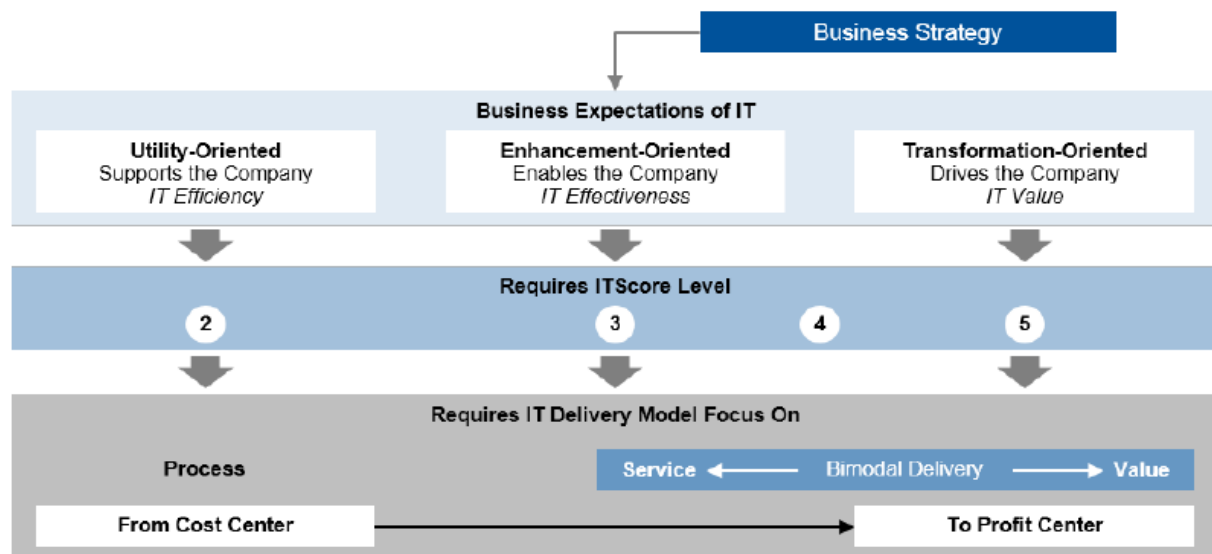 Business Strategy
Business Expectations of IT
Utility-Oriented
Supports the Company
IT Efficiency
Enhancement-Oriented
Enables the Company
IT Effectiveness
Transformation-Oriented
Drives the Company
IT Value
Requires ITScore Level
2
3
4
5
Requires IT Delivery Model Focus On
Process
Service
Bimodal Delivery
Value
From Cost Center
To Profit Center